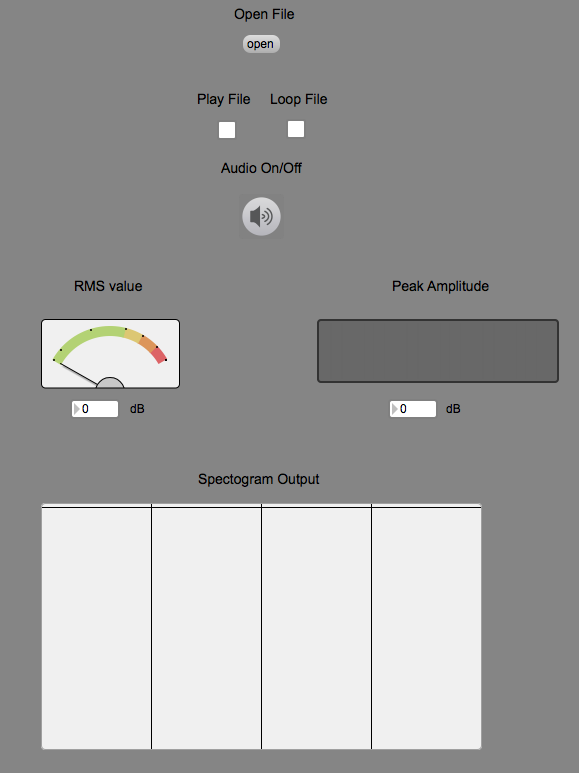 Open File
open
Play File Loop File
Audio On/Off
RMS value Peak Amplitude
0 dB 0 dB
Spectogram Output